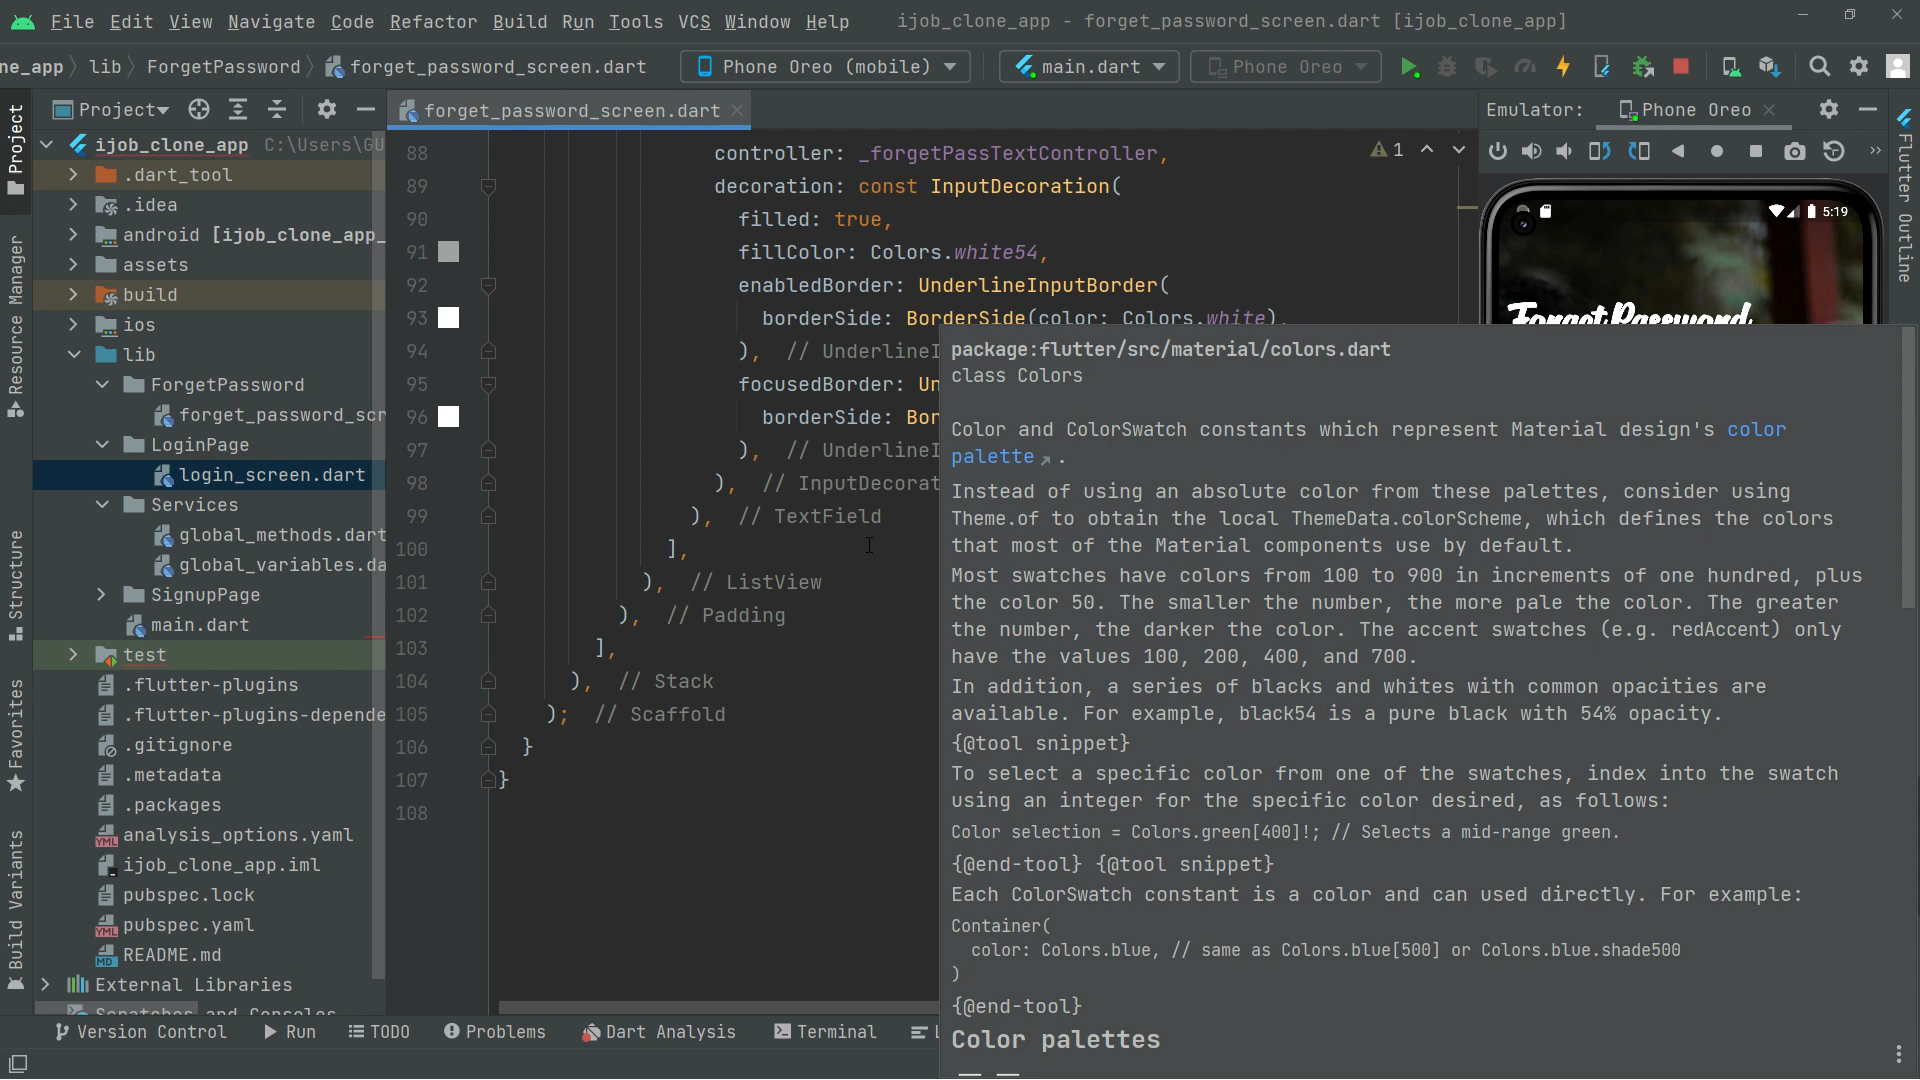 File Edit View Navigate Code Refactor Build Run Tools VCS Window Help ijob_clone_app - forget_password_screen.dart [ijob_clone_app]
ne_app lib ForgetPassword forget_password_screen.dart Phone Oreo (mobile) main.dart Phone Oreo
Project forget_password_screen.dart Emulator: Phone Oreo
Project
Resource Manager
Structure
Favorites
Build Variants
ijob_clone_app C:\Users\GU
.dart_tool
.idea
android [ijob_clone_app_
assets
build
ios
lib
ForgetPassword
forget_password_scr
LoginPage
login_screen.dart
Services
global_methods.dart
global_variables.da
SignupPage
main.dart
test
.flutter-plugins
.flutter-plugins-depende
.gitignore
.metadata
.packages
analysis_options.yaml
ijob_clone_app.iml
pubspec.lock
pubspec.yaml
README.md
External Libraries
Scratches and Consoles
88 controller: _forgetPassTextController,
89 decoration: const InputDecoration(
90 filled: true,
91 fillColor: Colors.white54,
92 enabledBorder: UnderlineInputBorder(
93 borderSide: BorderSide(color: Colors.white),
94 ), // UnderlineI
95 focusedBorder: Un
96 borderSide: Bor
97 ), // UnderlineI
98 ), // InputDecorat
99 ), // TextField
100 ],
101 ), // ListView
102 ), // Padding
103 ],
104 ), // Stack
105 ); // Scaffold
106 }
107 }
108
1
5:19
Forget Password
Flutter Outline
package:flutter/src/material/colors.dart
class Colors
Color and ColorSwatch constants which represent Material design's color
palette .
Instead of using an absolute color from these palettes, consider using
Theme.of to obtain the local ThemeData.colorScheme, which defines the colors
that most of the Material components use by default.
Most swatches have colors from 100 to 900 in increments of one hundred, plus
the color 50. The smaller the number, the more pale the color. The greater
the number, the darker the color. The accent swatches (e.g. redAccent) only
have the values 100, 200, 400, and 700.
In addition, a series of blacks and whites with common opacities are
available. For example, black54 is a pure black with 54% opacity.
{@tool snippet}
To select a specific color from one of the swatches, index into the swatch
using an integer for the specific color desired, as follows:
Color selection = Colors.green[400]!; // Selects a mid-range green.
{@end-tool} {@tool snippet}
Each ColorSwatch constant is a color and can used directly. For example:
Container(
color: Colors.blue, // same as Colors.blue[500] or Colors.blue.shade500
)
{@end-tool}
Color palettes
Version Control Run TODO Problems Dart Analysis Terminal L